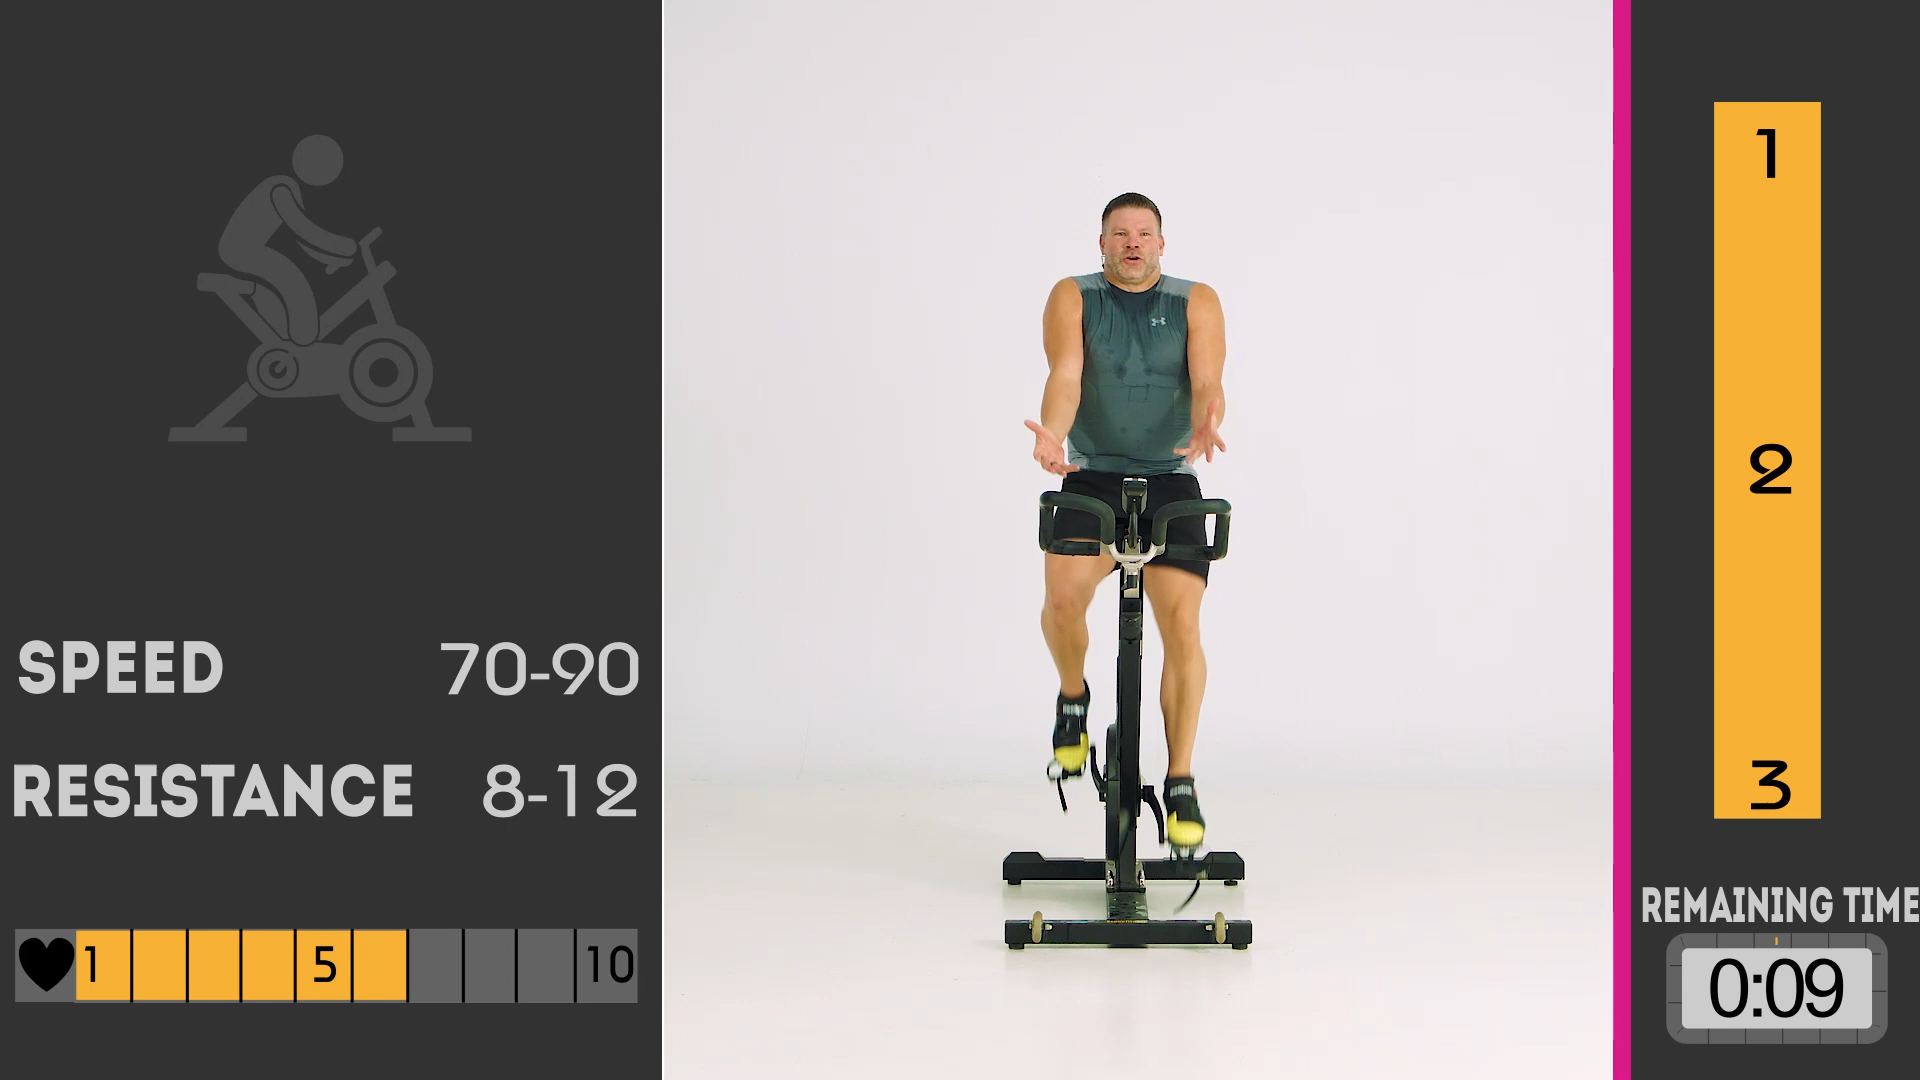 SPEED 70-90
RESISTANCE 8-12
1 5 10
1
2
3
REMAINING TIME
0:09